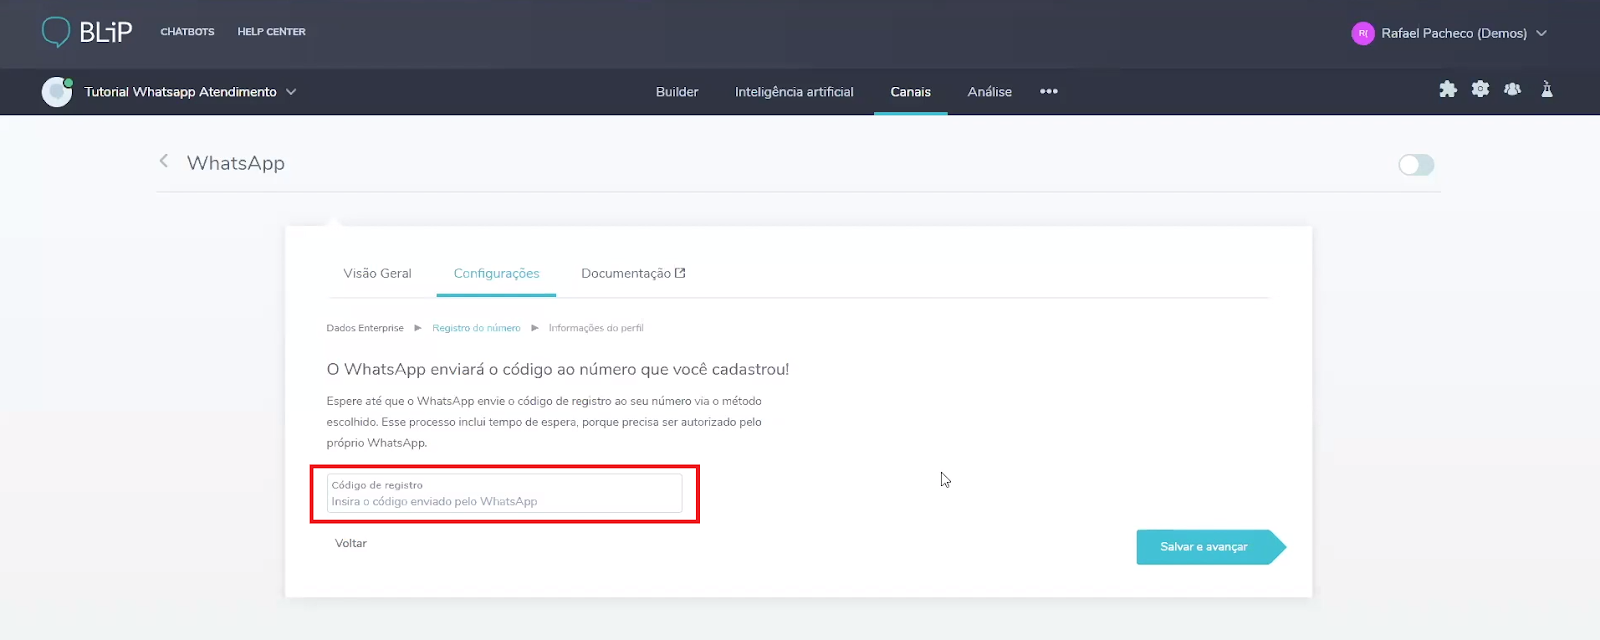 BLiP
CHATBOTS
HELP CENTER
R(
Rafael Pacheco (Demos)
Tutorial Whatsapp Atendimento
Builder
Inteligência artificial
Canais
Análise
WhatsApp
Visão Geral
Configurações
Documentação
Dados Enterprise
Registro do número
Informações do perfil
O WhatsApp enviará o código ao número que você cadastrou!
Espere até que o WhatsApp envie o código de registro ao seu número via o método
escolhido. Esse processo inclui tempo de espera, porque precisa ser autorizado pelo
próprio WhatsApp.
Código de registro
Insira o código enviado pelo WhatsApp
Voltar
Salvar e avançar